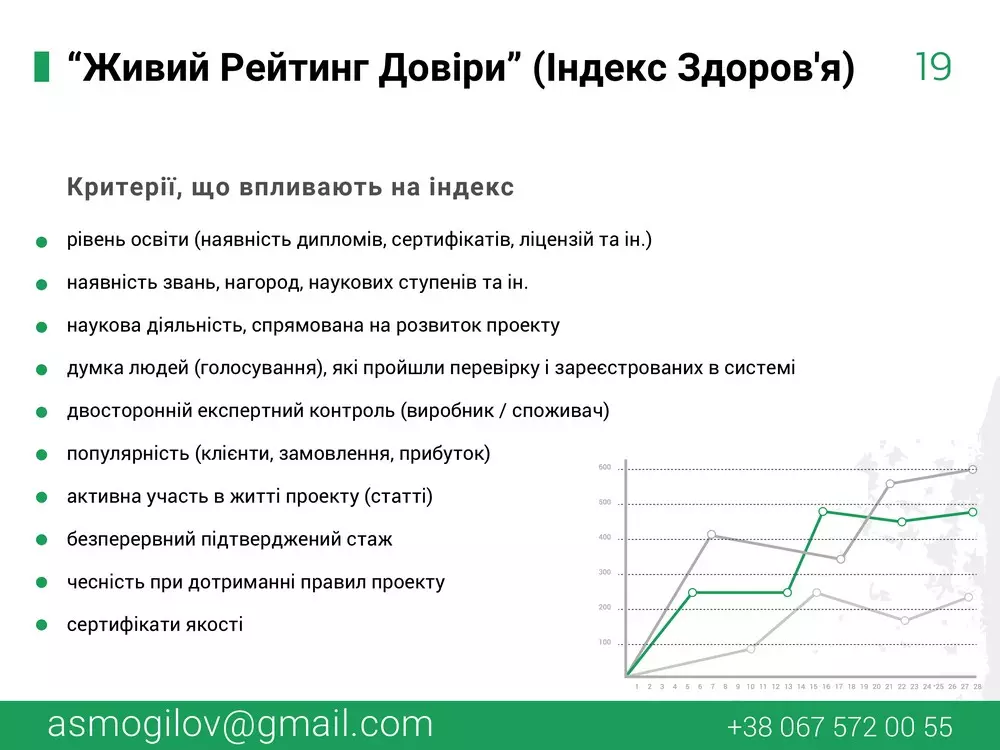 “Живий Рейтинг Довіри” (Індекс Здоров'я)
19
Критерії, що впливають на індекс
рівень освіти (наявність дипломів, сертифікатів, ліцензій та ін.)
наявність звань, нагород, наукових ступенів та ін.
наукова діяльність, спрямована на розвиток проекту
думка людей (голосування), які пройшли перевірку і зареєстрованих в системі
двосторонній експертний контроль (виробник / споживач)
популярність (клієнти, замовлення, прибуток)
активна участь в житті проекту (статті)
безперервний підтверджений стаж
чесність при дотриманні правил проекту
сертифікати якості
600
500
400
300
200
100
1 2 3 4 5 6 7 8 9 10 11 12 13 14 15 16 17 18 19 20 21 22 23 24 *25 26 27 28
asmogilov@gmail.com
+38 067 572 00 55